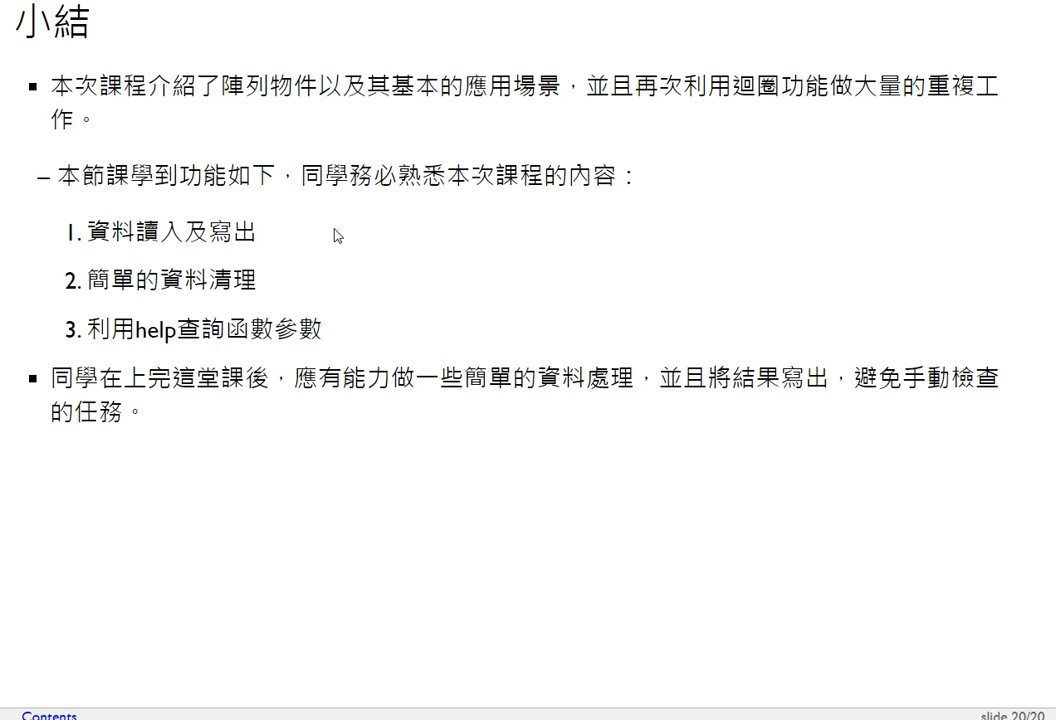 小結
▪ 本次課程介紹了陣列物件以及其基本的應用場景，並且再次利用迴圈功能做大量的重複工
作。
– 本節課學到功能如下，同學務必熟悉本次課程的內容：
1. 資料讀入及寫出
2. 簡單的資料清理
3. 利用help查詢函數參數
▪ 同學在上完這堂課後，應有能力做一些簡單的資料處理，並且將結果寫出，避免手動檢查
的任務。
Contents slide 20/20